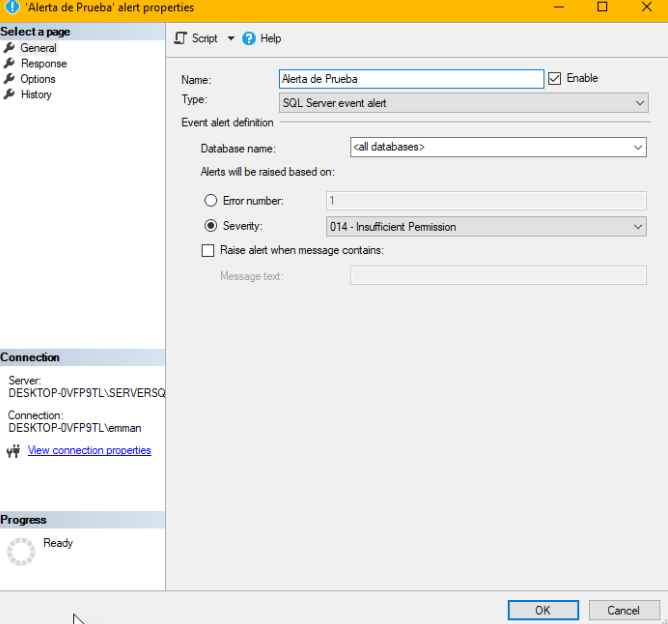 'Alerta de Prueba' alert properties
Select a page
General
Response
Options
History
Script
Help
Name: Alerta de Prueba Enable
Type: SQL Server event alert
Event alert definition
Database name: <all databases>
Alerts will be raised based on:
Error number: 1
Severity: 014 - Insufficient Permission
Raise alert when message contains:
Message text:
Connection
Server:
DESKTOP-0VFP9TL\SERVERSQ
Connection:
DESKTOP-0VFP9TL\emman
View connection properties
Progress
Ready
OK Cancel